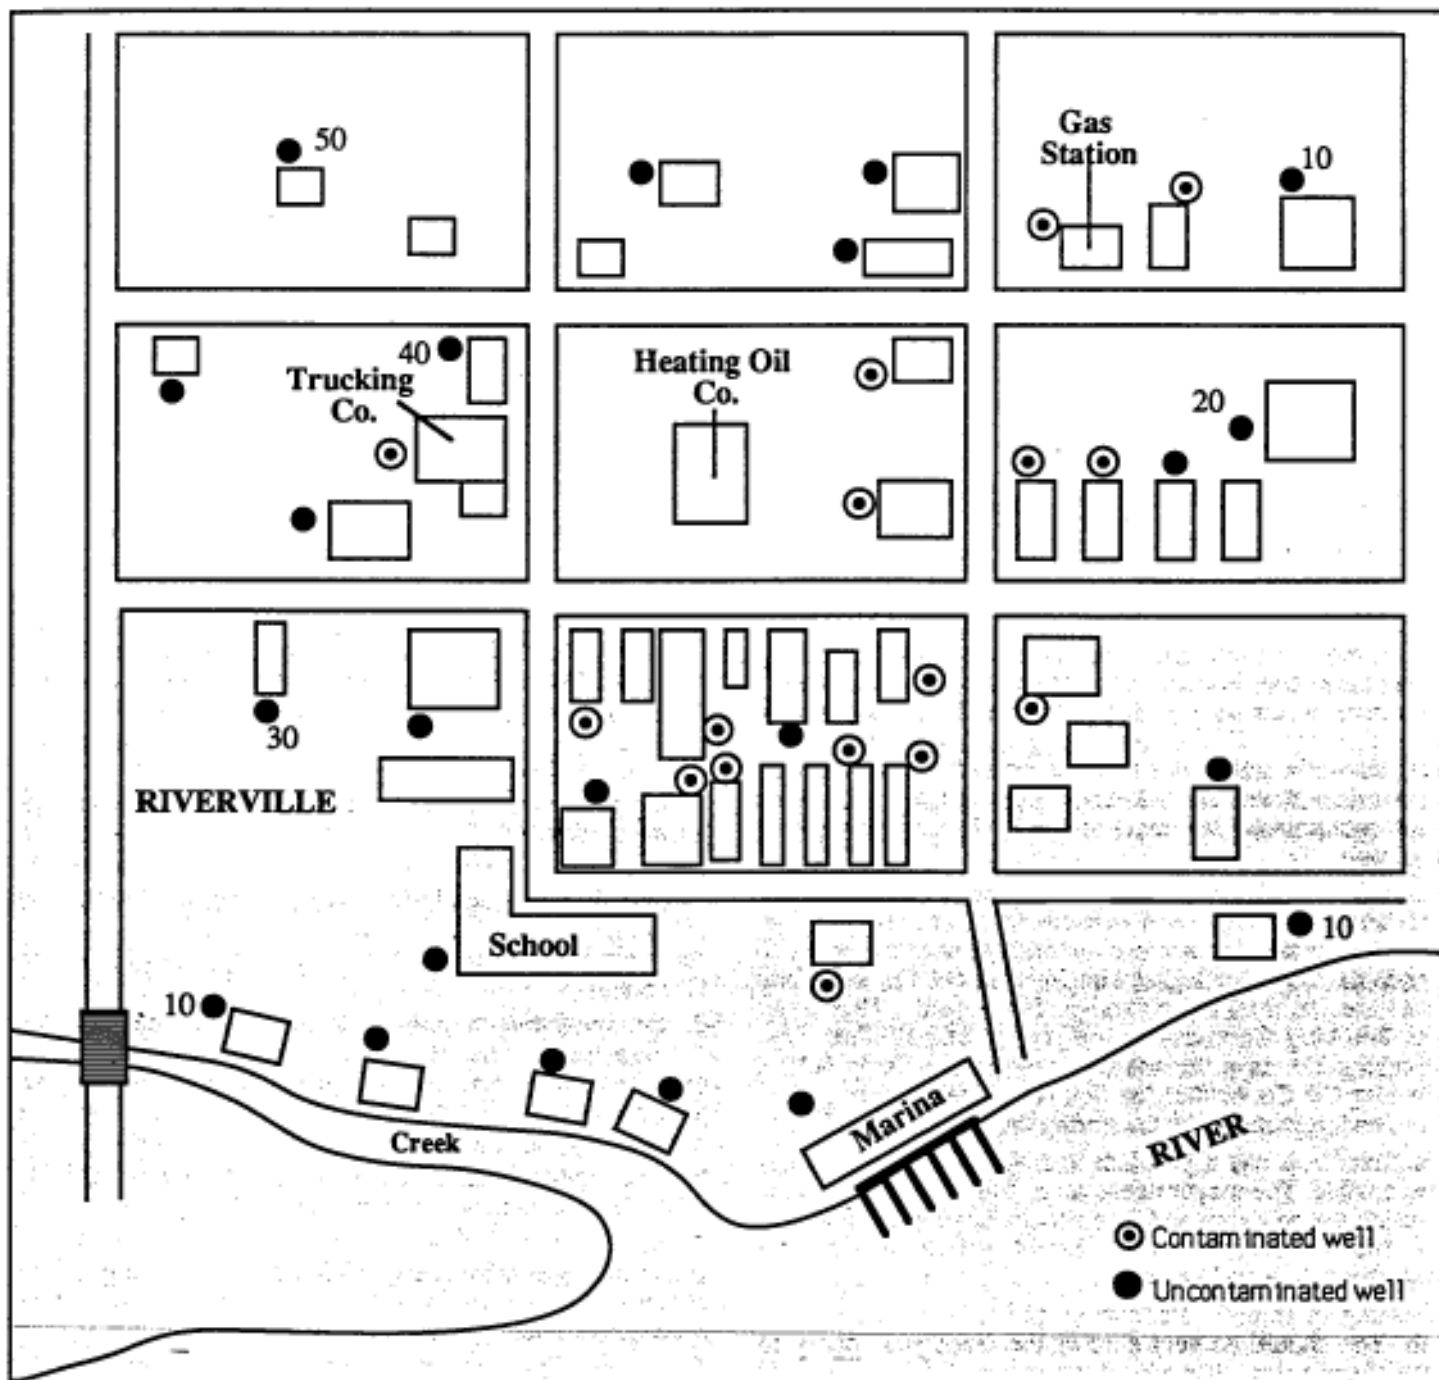 50
Gas
Station
10
40
Trucking
Co.
Heating Oil
Co.
20
30
RIVERVILLE
School
10
10
Creek
Marina
RIVER
Contaminated well
Uncontaminated well